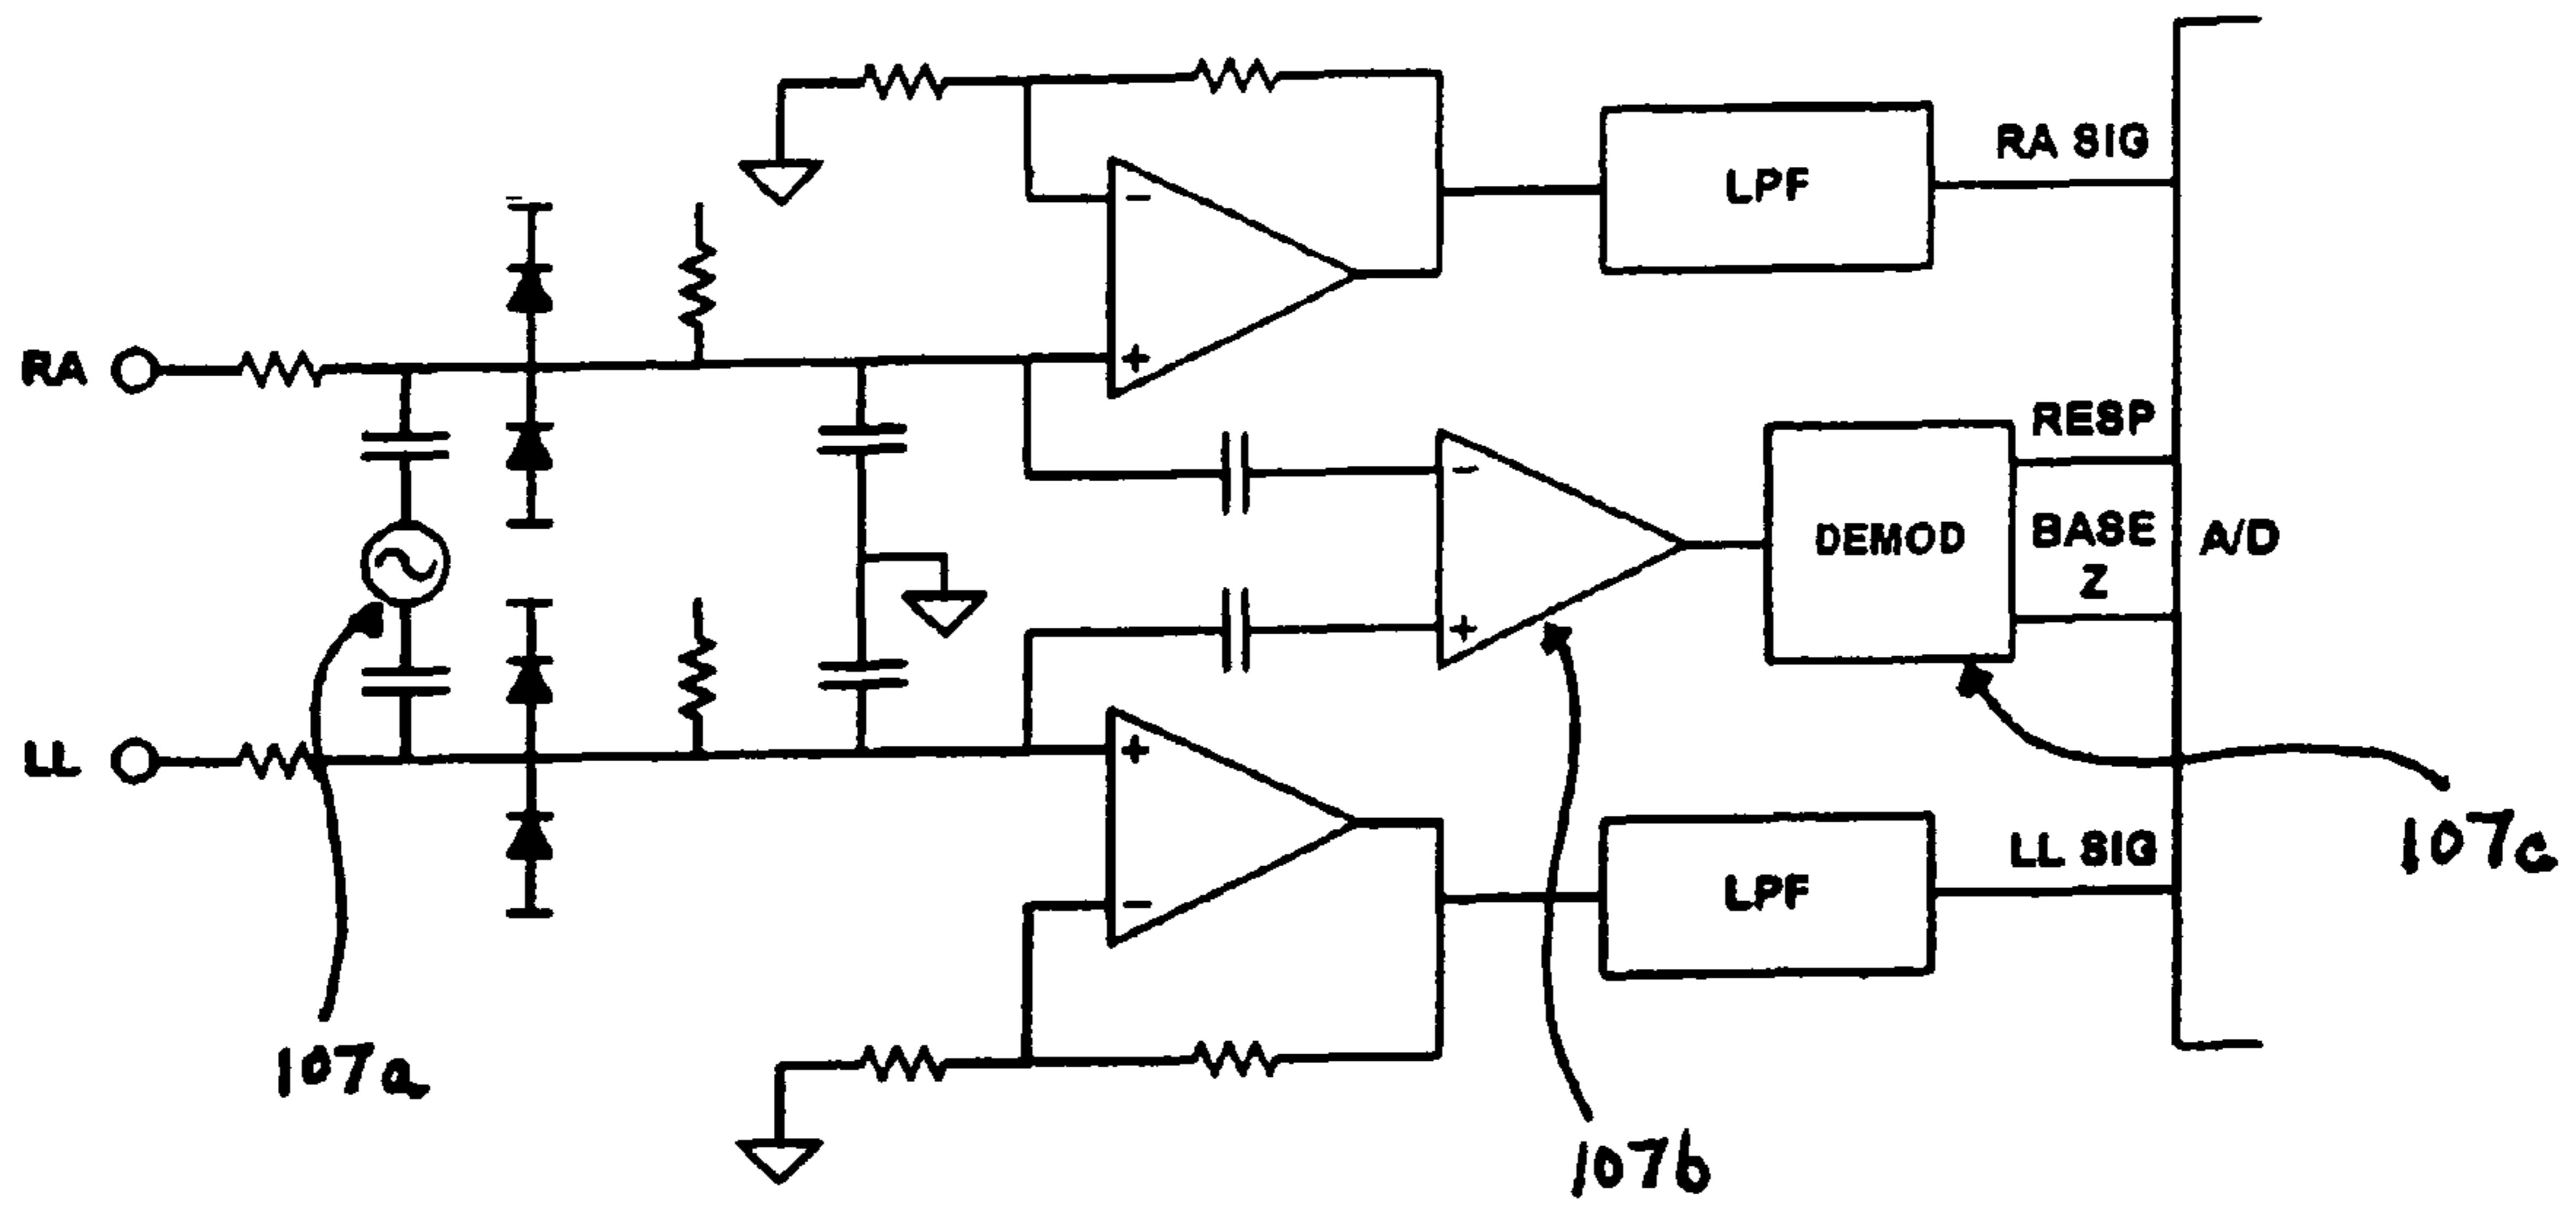 RA SIG
LPF
-
+
RA
RESP
-
DEMOD
BASE
A/D
Z
+
LL
+
-
LL SIG
LPF
107c
107a
107b